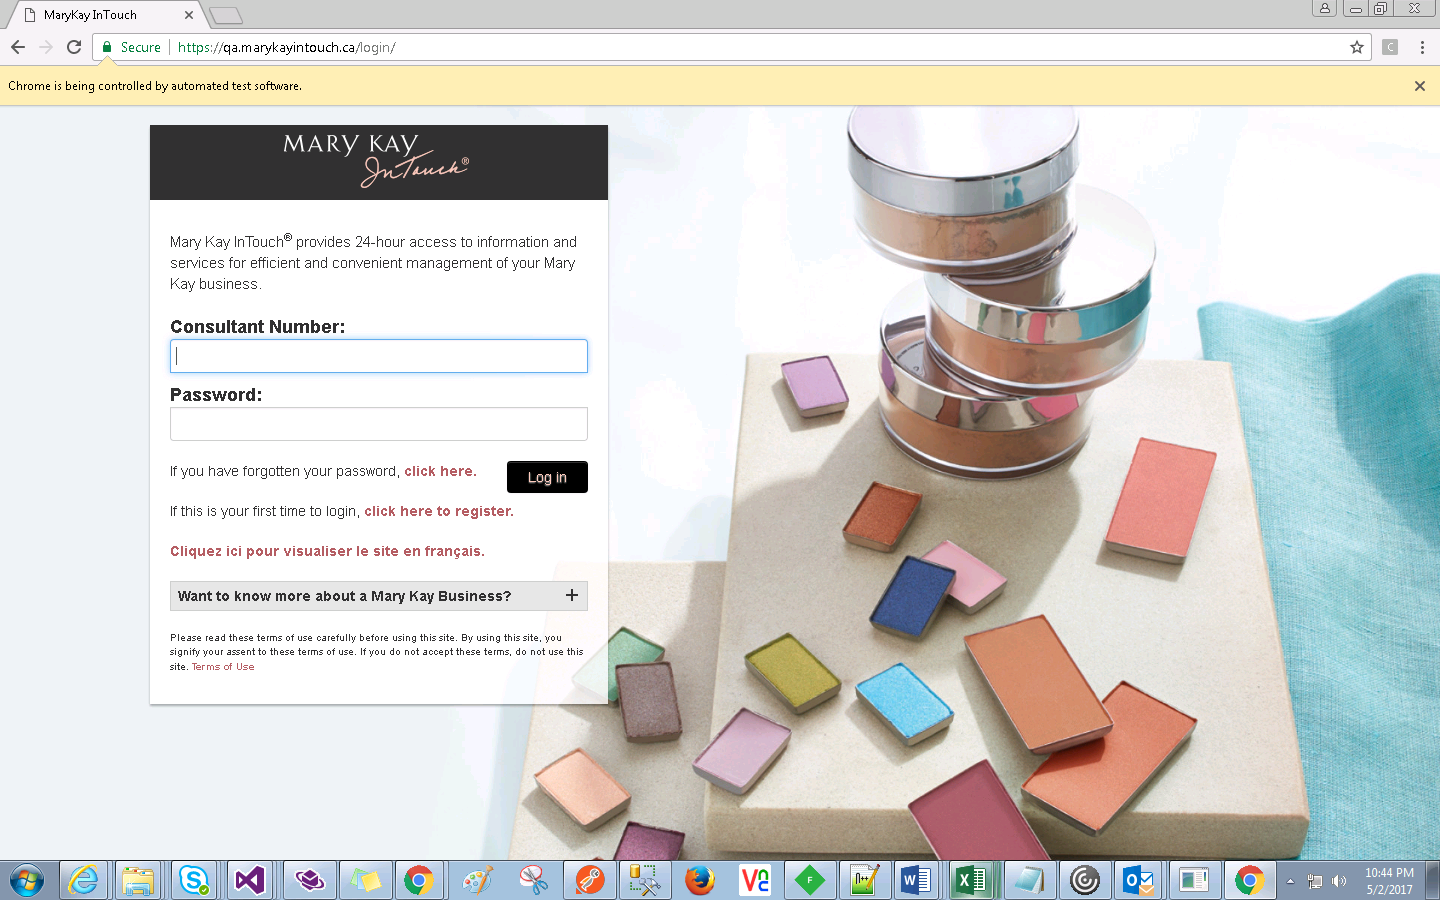 MaryKay InTouch
Secure https://qa.marykayintouch.ca/login/
C
Chrome is being controlled by automated test software.
MARY KAY
InTouch®
Mary Kay InTouch® provides 24-hour access to information and
services for efficient and convenient management of your Mary
Kay business.
Consultant Number:
Password:
If you have forgotten your password, click here.
Log in
If this is your first time to login, click here to register.
Cliquez ici pour visualiser le site en français.
Want to know more about a Mary Kay Business? +
Please read these terms of use carefully before using this site. By using this site, you
signify your assent to these terms of use. If you do not accept these terms, do not use this
site. Terms of Use
10:44 PM
5/2/2017